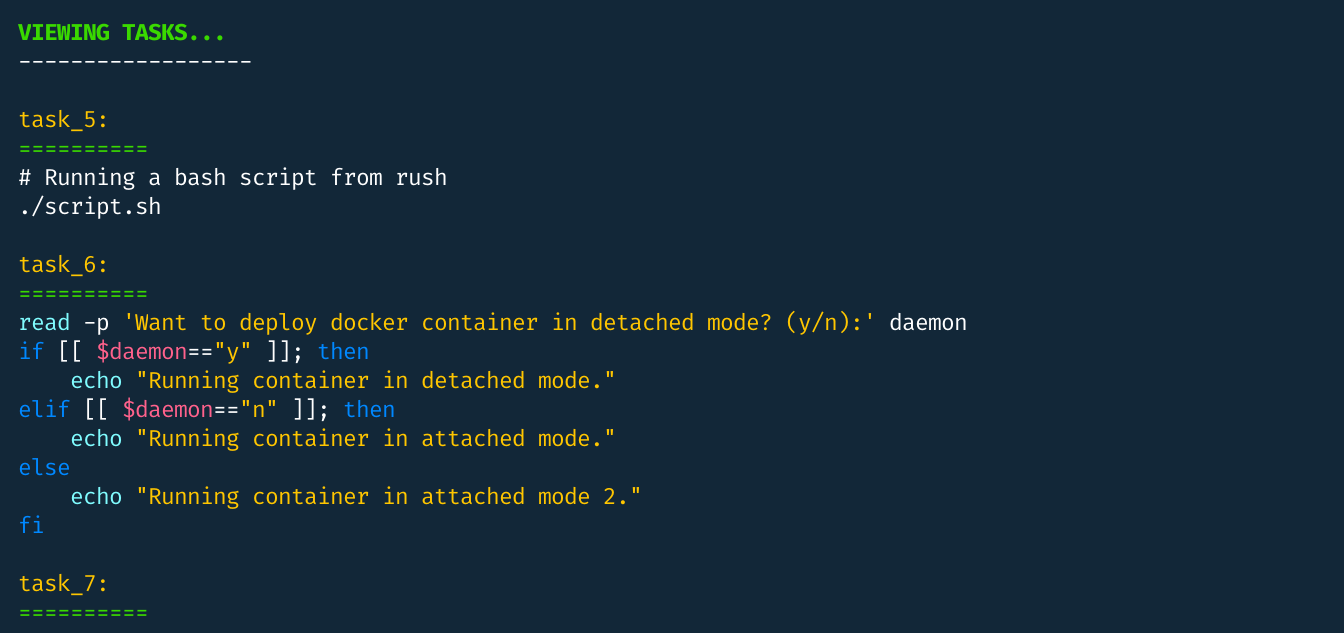 VIEWING TASKS...
------------------
task_5:
==========
# Running a bash script from rush
./script.sh
task_6:
==========
read -p 'Want to deploy docker container in detached mode? (y/n):' daemon
if [[ $daemon=="y" ]]; then
    echo "Running container in detached mode."
elif [[ $daemon=="n" ]]; then
    echo "Running container in attached mode."
else
    echo "Running container in attached mode 2."
fi
task_7:
==========